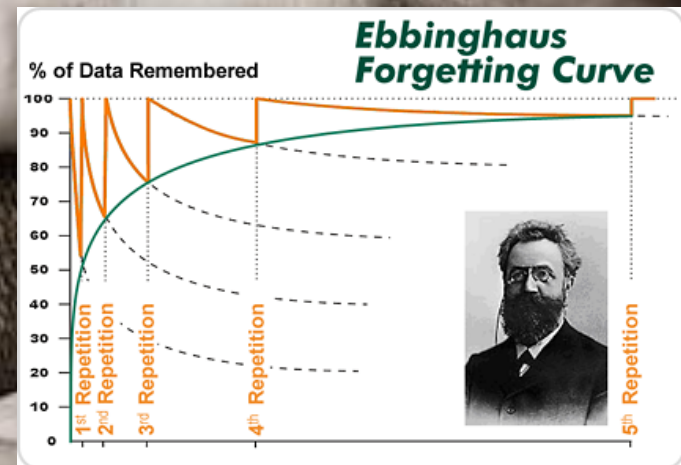 Ebbinghaus
Forgetting Curve
% of Data Remembered
100
90
80
70
60
50
40
30
20
10
0
1st Repetition
2nd Repetition
3rd Repetition
4th Repetition
5th Repetition